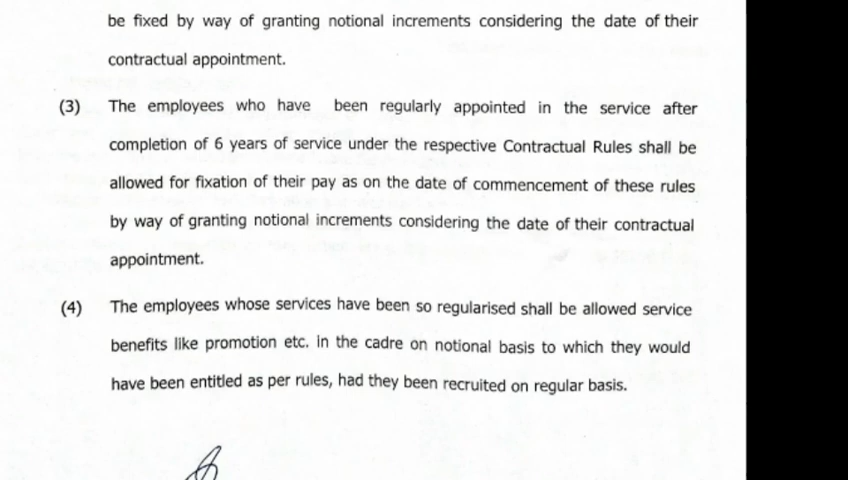 be fixed by way of granting notional increments considering the date of their
contractual appointment.
(3) The employees who have been regularly appointed in the service after
completion of 6 years of service under the respective Contractual Rules shall be
allowed for fixation of their pay as on the date of commencement of these rules
by way of granting notional increments considering the date of their contractual
appointment.
(4) The employees whose services have been so regularised shall be allowed service
benefits like promotion etc. in the cadre on notional basis to which they would
have been entitled as per rules, had they been recruited on regular basis.